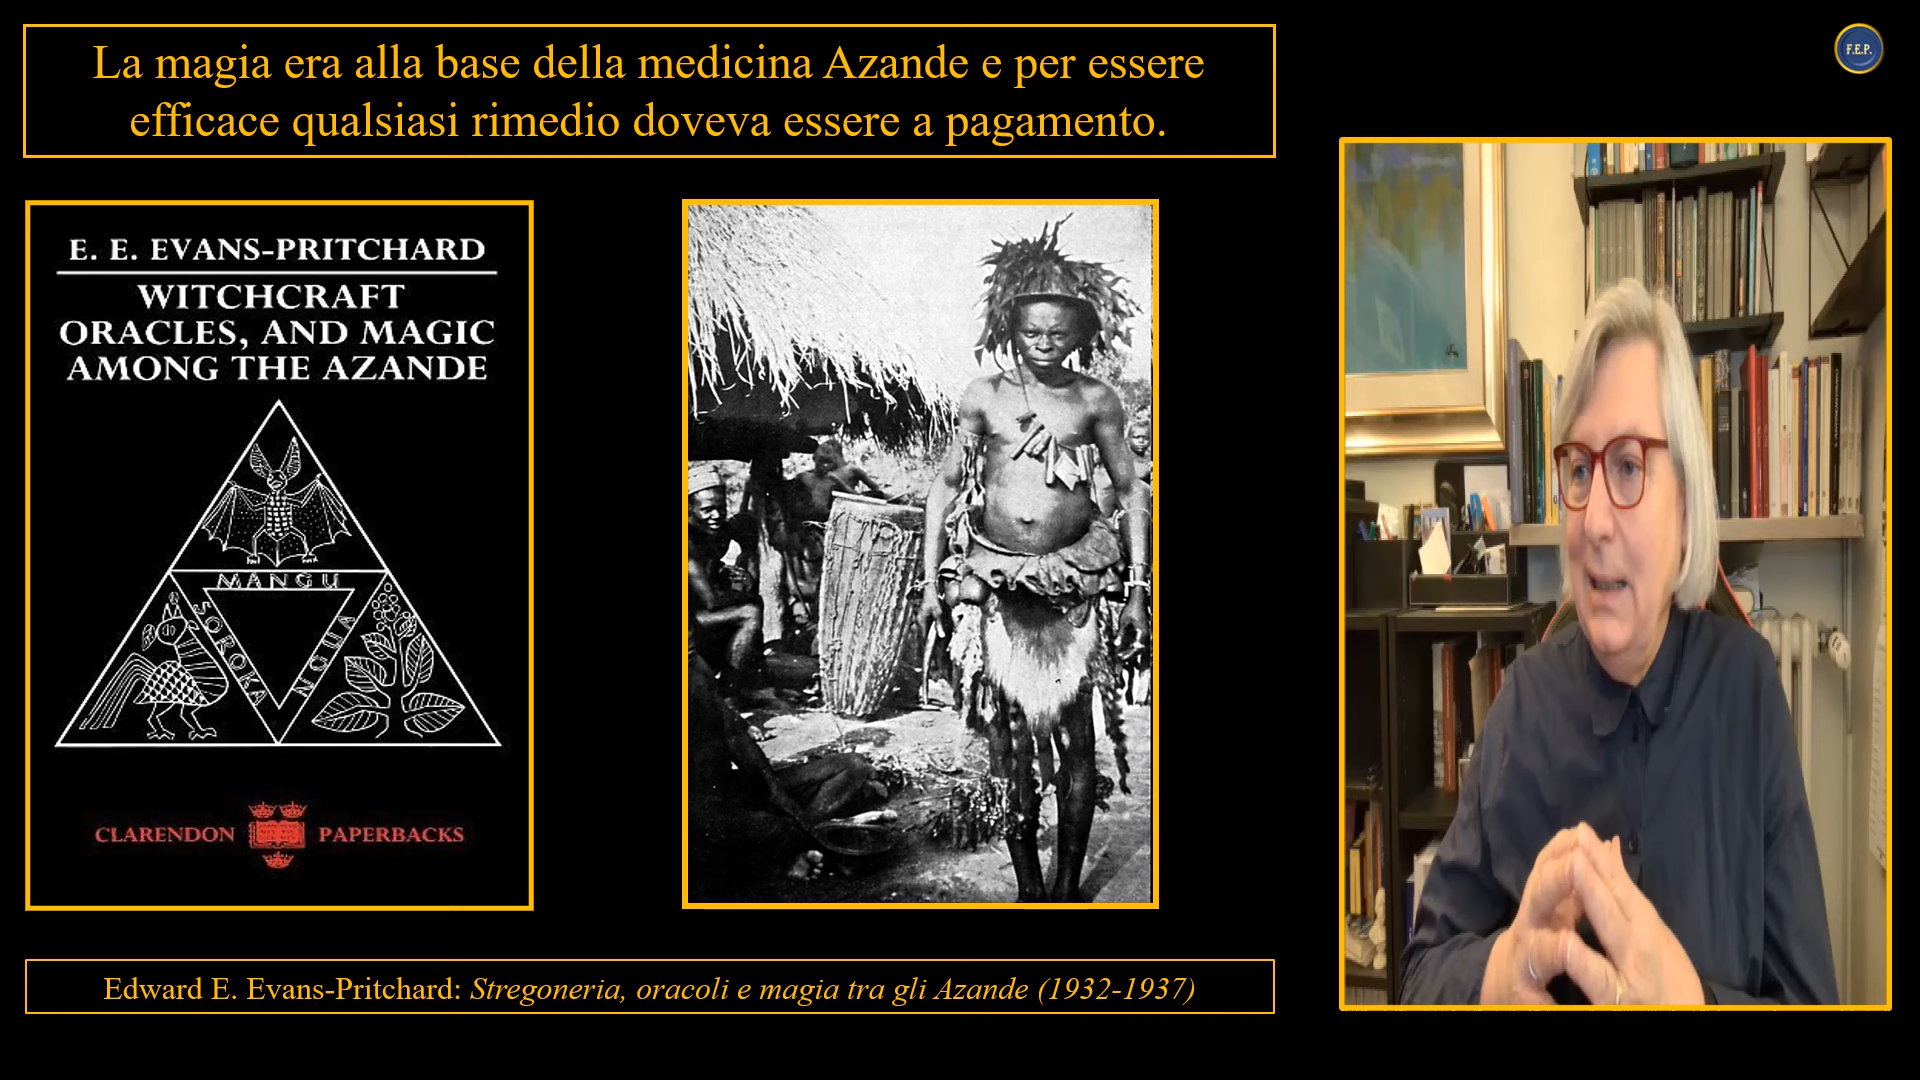 La magia era alla base della medicina Azande e per essere
efficace qualsiasi rimedio doveva essere a pagamento.
F.E.P.
E. E. EVANS-PRITCHARD
WITCHCRAFT
ORACLES, AND MAGIC
AMONG THE AZANDE
MANGU
SOROKA
NGUA
CLARENDON PAPERBACKS
Edward E. Evans-Pritchard: Stregoneria, oracoli e magia tra gli Azande (1932-1937)